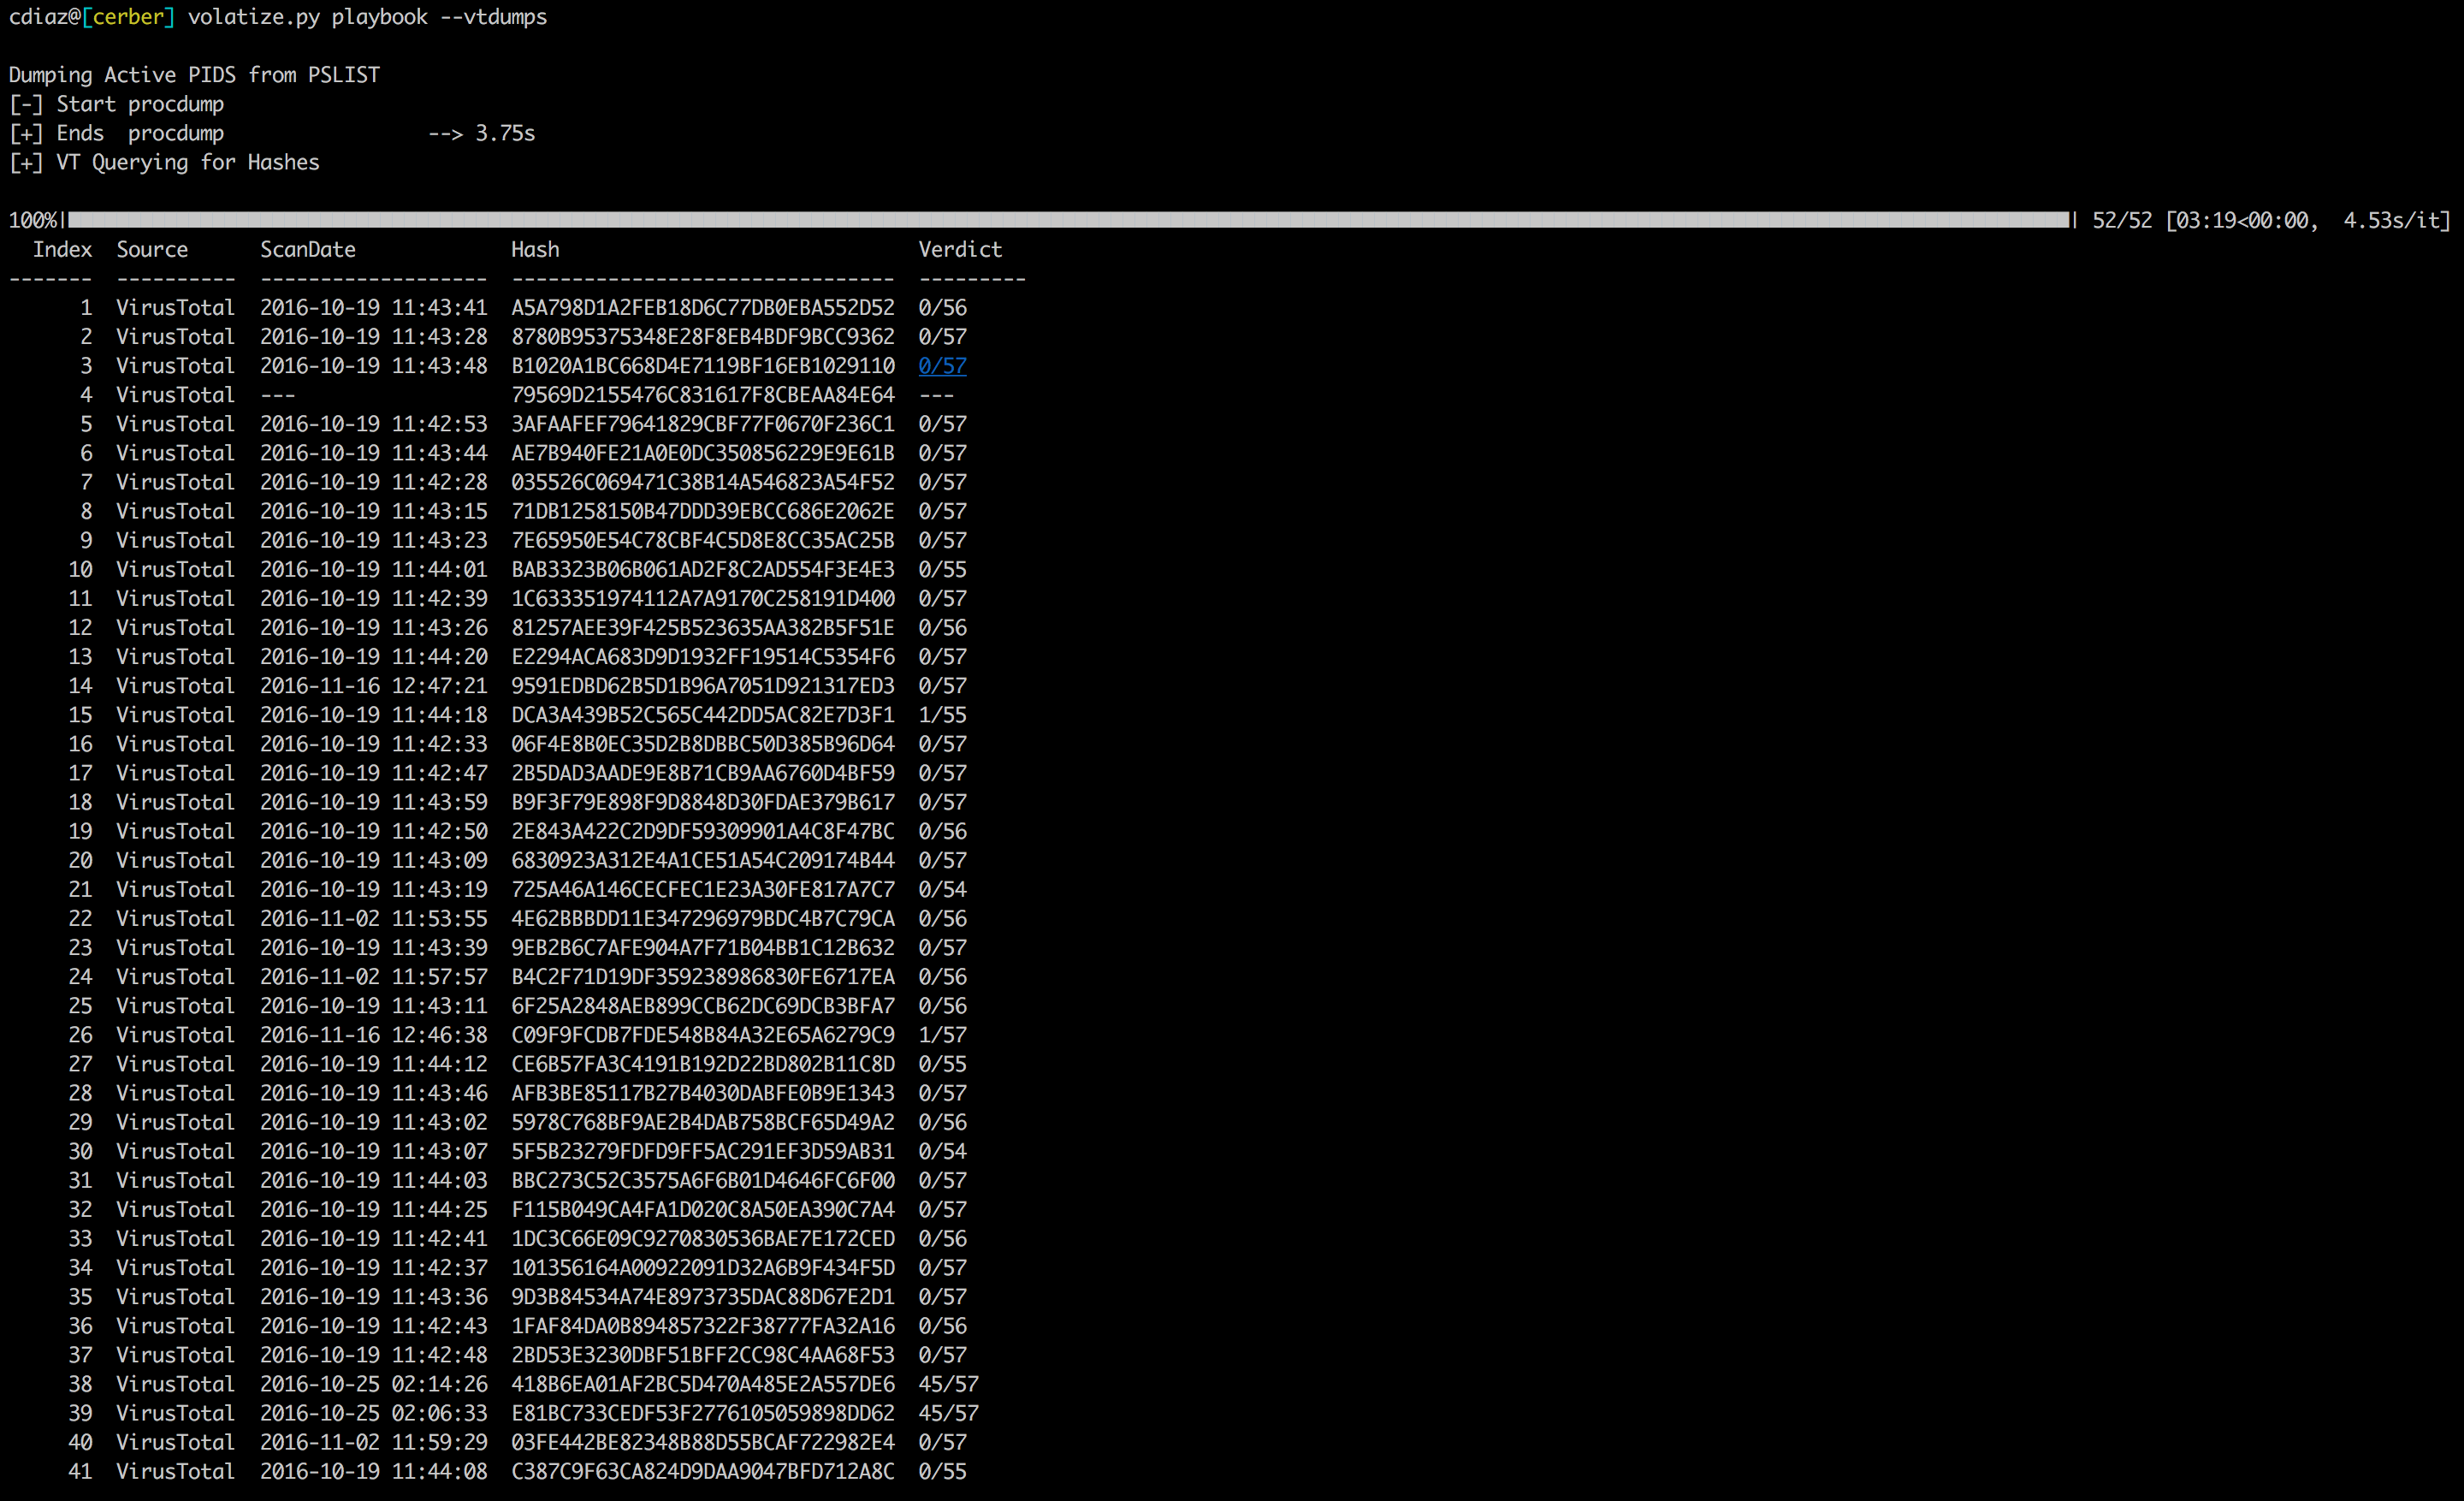 cdiaz@[cerber] volatize.py playbook --vtdumps
Dumping Active PIDS from PSLIST
[-] Start procdump
[+] Ends  procdump                 --> 3.75s
[+] VT Querying for Hashes
100%| | 52/52 [03:19<00:00,  4.53s/it]
Index  Source      ScanDate             Hash                              Verdict
-------  ----------  -------------------  --------------------------------  ---------
1  VirusTotal  2016-10-19 11:43:41  A5A798D1A2FEB18D6C77DB0EBA552D52  0/56
2  VirusTotal  2016-10-19 11:43:28  8780B95375348E28F8EB4BDF9BCC9362  0/57
3  VirusTotal  2016-10-19 11:43:48  B1020A1BC668D4E7119BF16EB1029110  0/57
4  VirusTotal  ---                  79569D2155476C831617F8CBEAA84E64  ---
5  VirusTotal  2016-10-19 11:42:53  3AFAAFEF79641829CBF77F0670F236C1  0/57
6  VirusTotal  2016-10-19 11:43:44  AE7B940FE21A0E0DC350856229E9E61B  0/57
7  VirusTotal  2016-10-19 11:42:28  035526C069471C38B14A546823A54F52  0/57
8  VirusTotal  2016-10-19 11:43:15  71DB1258150B47DDD39EBCC686E2062E  0/57
9  VirusTotal  2016-10-19 11:43:23  7E65950E54C78CBF4C5D8E8CC35AC25B  0/57
10  VirusTotal  2016-10-19 11:44:01  BAB3323B06B061AD2F8C2AD554F3E4E3  0/55
11  VirusTotal  2016-10-19 11:42:39  1C633351974112A7A9170C258191D400  0/57
12  VirusTotal  2016-10-19 11:43:26  81257AEE39F425B523635AA382B5F51E  0/56
13  VirusTotal  2016-10-19 11:44:20  E2294ACA683D9D1932FF19514C5354F6  0/57
14  VirusTotal  2016-11-16 12:47:21  9591EDBD62B5D1B96A7051D921317ED3  0/57
15  VirusTotal  2016-10-19 11:44:18  DCA3A439B52C565C442DD5AC82E7D3F1  1/55
16  VirusTotal  2016-10-19 11:42:33  06F4E8B0EC35D2B8DBBC50D385B96D64  0/57
17  VirusTotal  2016-10-19 11:42:47  2B5DAD3AADE9E8B71CB9AA6760D4BF59  0/57
18  VirusTotal  2016-10-19 11:43:59  B9F3F79E898F9D8848D30FDAE379B617  0/57
19  VirusTotal  2016-10-19 11:42:50  2E843A422C2D9DF59309901A4C8F47BC  0/56
20  VirusTotal  2016-10-19 11:43:09  6830923A312E4A1CE51A54C209174B44  0/57
21  VirusTotal  2016-10-19 11:43:19  725A46A146CECFEC1E23A30FE817A7C7  0/54
22  VirusTotal  2016-11-02 11:53:55  4E62BBBDD11E347296979BDC4B7C79CA  0/56
23  VirusTotal  2016-10-19 11:43:39  9EB2B6C7AFE904A7F71B04BB1C12B632  0/57
24  VirusTotal  2016-11-02 11:57:57  B4C2F71D19DF359238986830FE6717EA  0/56
25  VirusTotal  2016-10-19 11:43:11  6F25A2848AEB899CCB62DC69DCB3BFA7  0/56
26  VirusTotal  2016-11-16 12:46:38  C09F9FCDB7FDE548B84A32E65A6279C9  1/57
27  VirusTotal  2016-10-19 11:44:12  CE6B57FA3C4191B192D22BD802B11C8D  0/55
28  VirusTotal  2016-10-19 11:43:46  AFB3BE85117B27B4030DABFE0B9E1343  0/57
29  VirusTotal  2016-10-19 11:43:02  5978C768BF9AE2B4DAB758BCF65D49A2  0/56
30  VirusTotal  2016-10-19 11:43:07  5F5B23279FDFD9FF5AC291EF3D59AB31  0/54
31  VirusTotal  2016-10-19 11:44:03  BBC273C52C3575A6F6B01D4646FC6F00  0/57
32  VirusTotal  2016-10-19 11:44:25  F115B049CA4FA1D020C8A50EA390C7A4  0/57
33  VirusTotal  2016-10-19 11:42:41  1DC3C66E09C9270830536BAE7E172CED  0/56
34  VirusTotal  2016-10-19 11:42:37  101356164A00922091D32A6B9F434F5D  0/57
35  VirusTotal  2016-10-19 11:43:36  9D3B84534A74E8973735DAC88D67E2D1  0/57
36  VirusTotal  2016-10-19 11:42:43  1FAF84DA0B894857322F38777FA32A16  0/56
37  VirusTotal  2016-10-19 11:42:48  2BD53E3230DBF51BFF2CC98C4AA68F53  0/57
38  VirusTotal  2016-10-25 02:14:26  418B6EA01AF2BC5D470A485E2A557DE6  45/57
39  VirusTotal  2016-10-25 02:06:33  E81BC733CEDF53F2776105059898DD62  45/57
40  VirusTotal  2016-11-02 11:59:29  03FE442BE82348B88D55BCAF722982E4  0/57
41  VirusTotal  2016-10-19 11:44:08  C387C9F63CA824D9DAA9047BFD712A8C  0/55